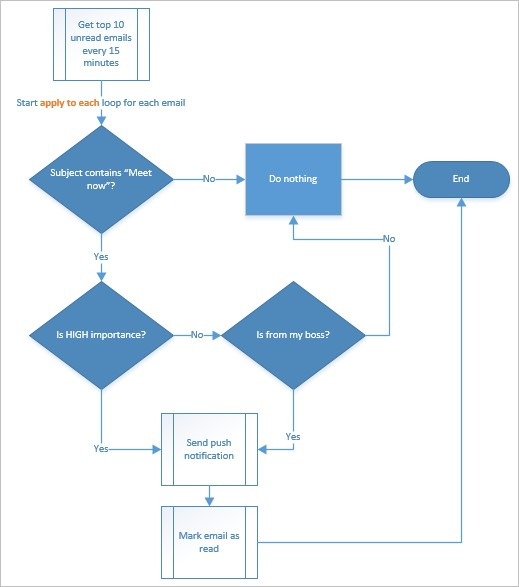 Get top 10
unread emails
every 15
minutes
Start apply to each loop for each email
Subject contains “Meet
now”?
No
Do nothing
End
Yes
No
Is HIGH importance?
No
Is from my boss?
Yes
Yes
Send push
notification
Mark email as
read